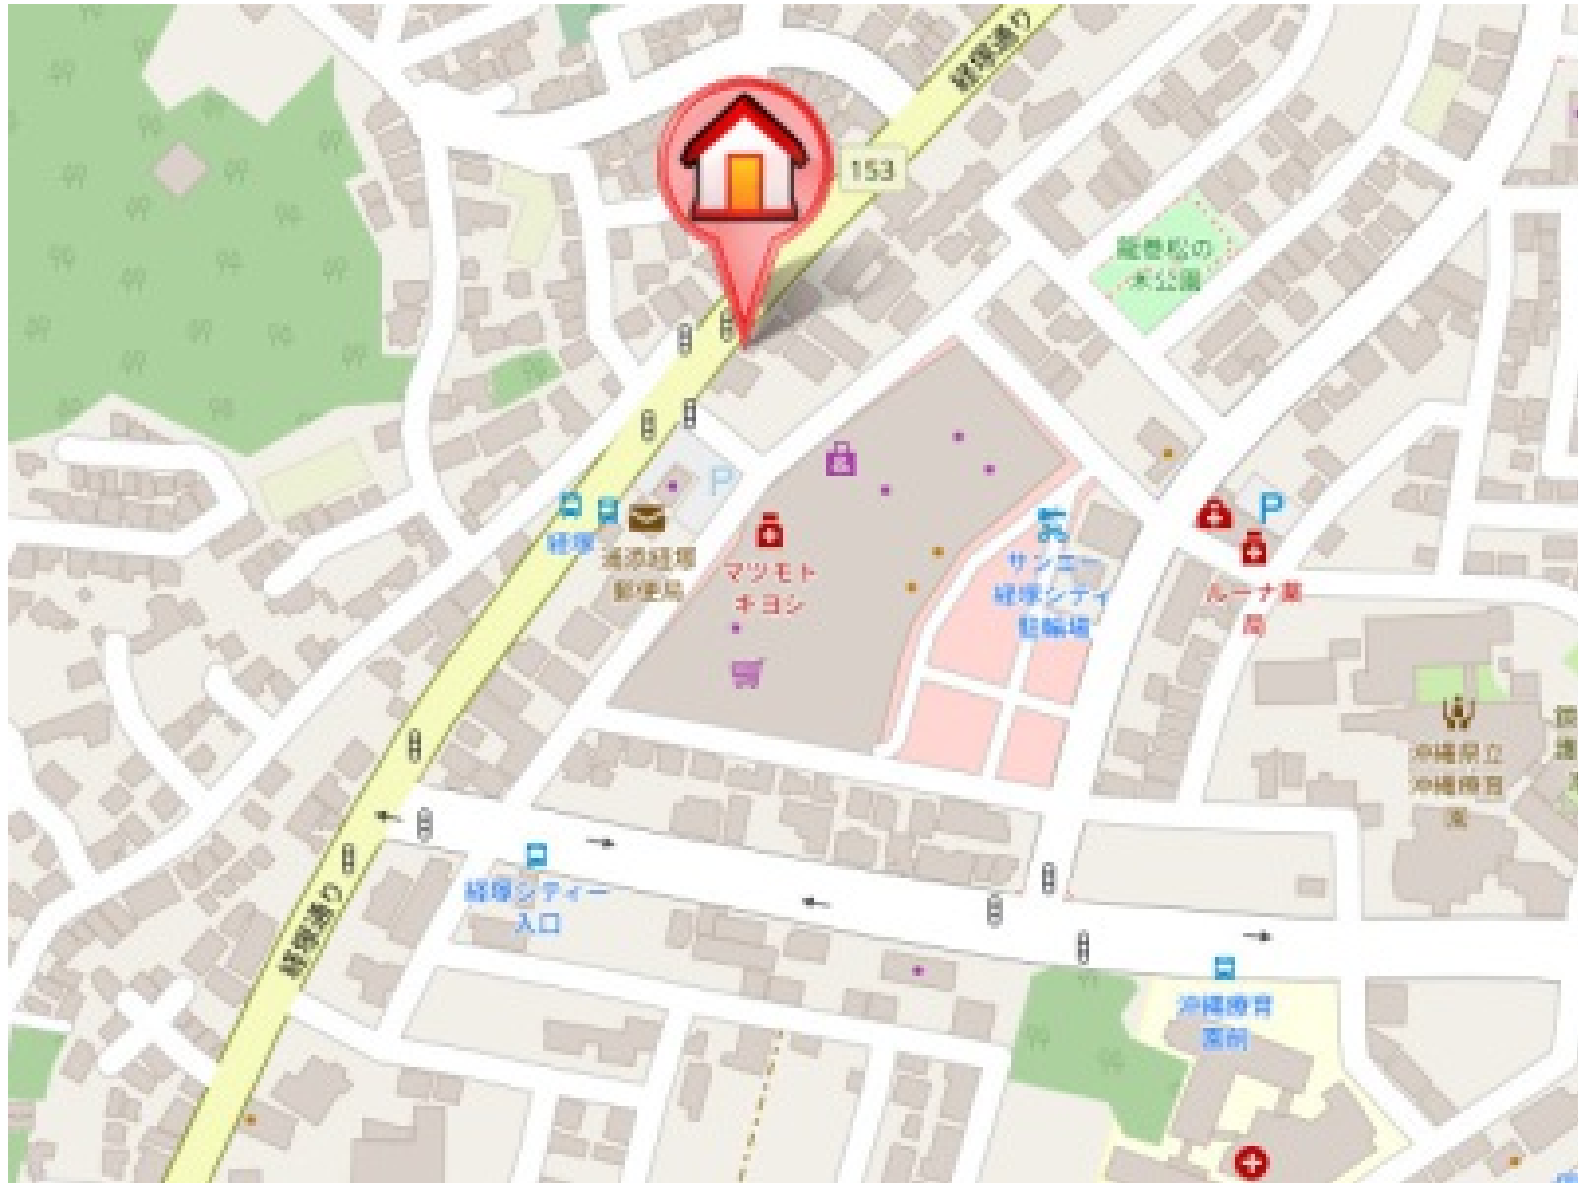 経塚通り
153
龍巻松の
木公園
P
経塚
浦添経塚
郵便局
マツモト
キヨシ
サンエー
経塚シティ
駐輪場
P
ルーナ薬
局
沖縄県立
沖縄療育
園
経塚シティー
入口
経塚通り
沖縄療育
園前